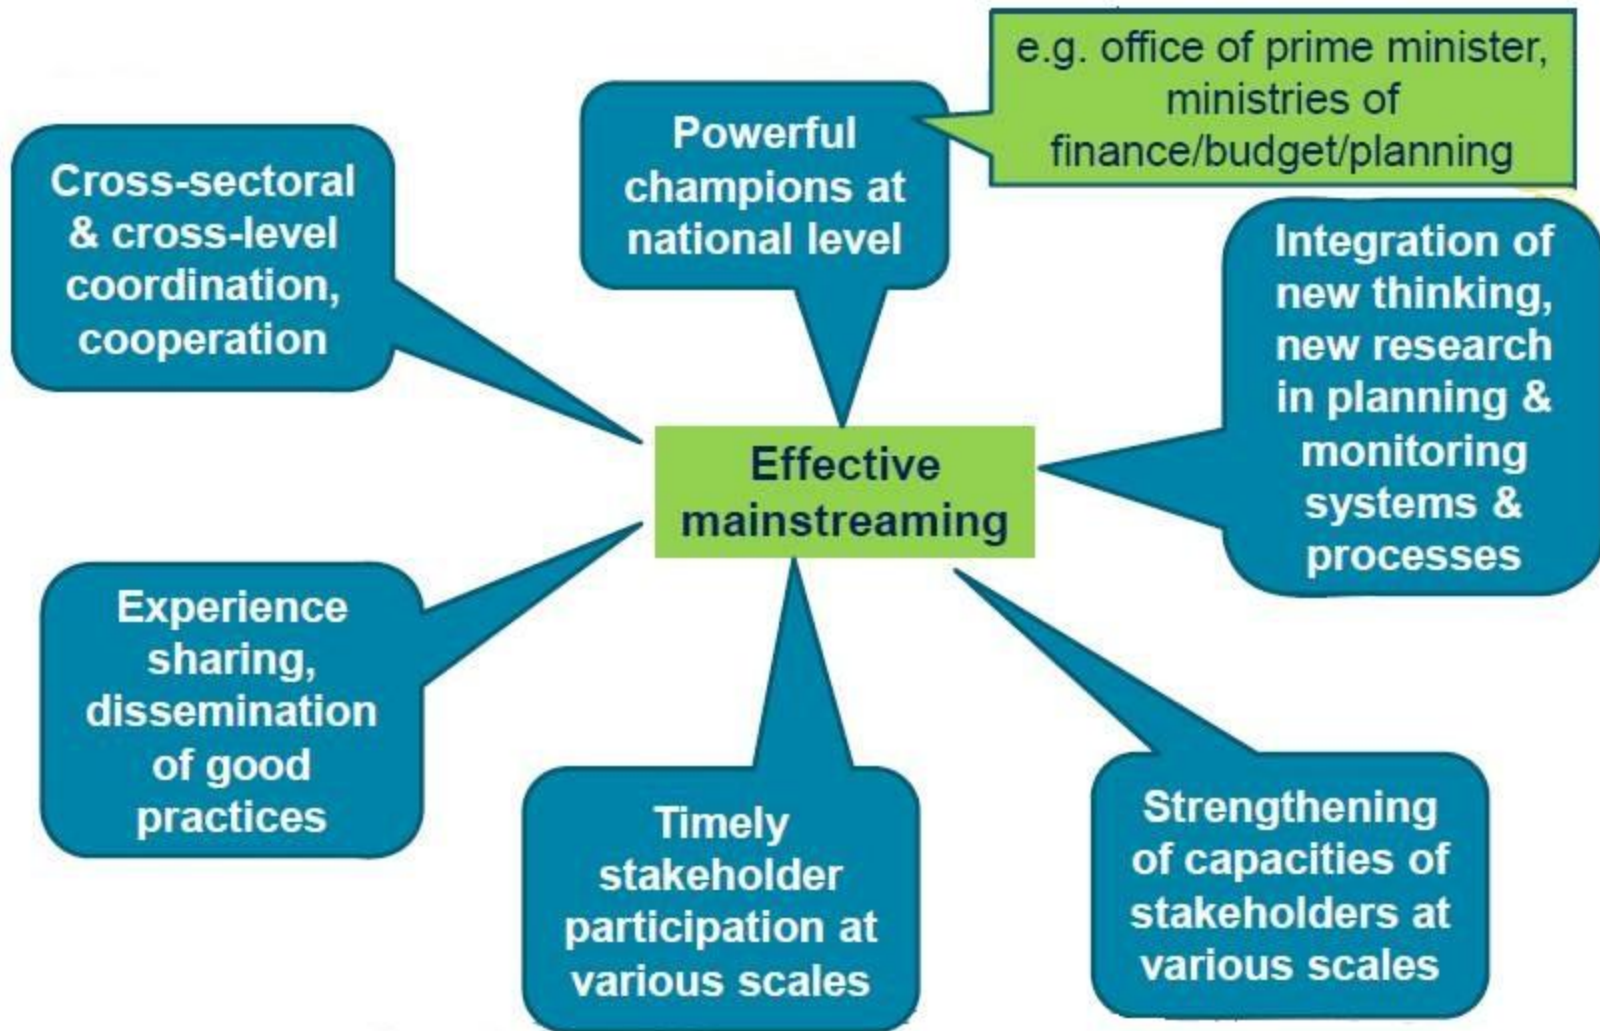 e.g. office of prime minister,
ministries of
finance/budget/planning
Powerful
champions at
national level
Cross-sectoral
& cross-level
coordination,
cooperation
Integration of
new thinking,
new research
in planning &
monitoring
systems &
processes
Effective
mainstreaming
Experience
sharing,
dissemination
of good
practices
Timely
stakeholder
participation at
various scales
Strengthening
of capacities of
stakeholders at
various scales